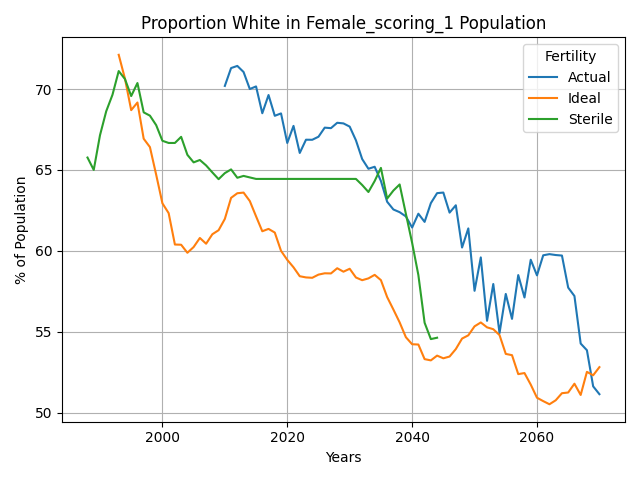 Proportion White in Female_scoring_1 Population
Fertility
Actual
Ideal
Sterile
% of Population
70
65
60
55
50
2000
2020
2040
2060
Years